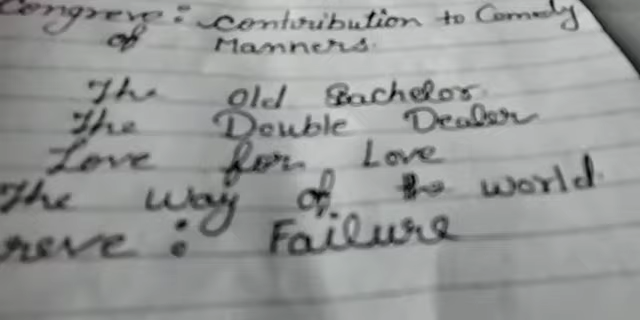 Congreve : contribution to Comedy
of Manners.
The Old Bachelor.
The Double Dealer
Love for Love
The way of the world.
reve : Failure